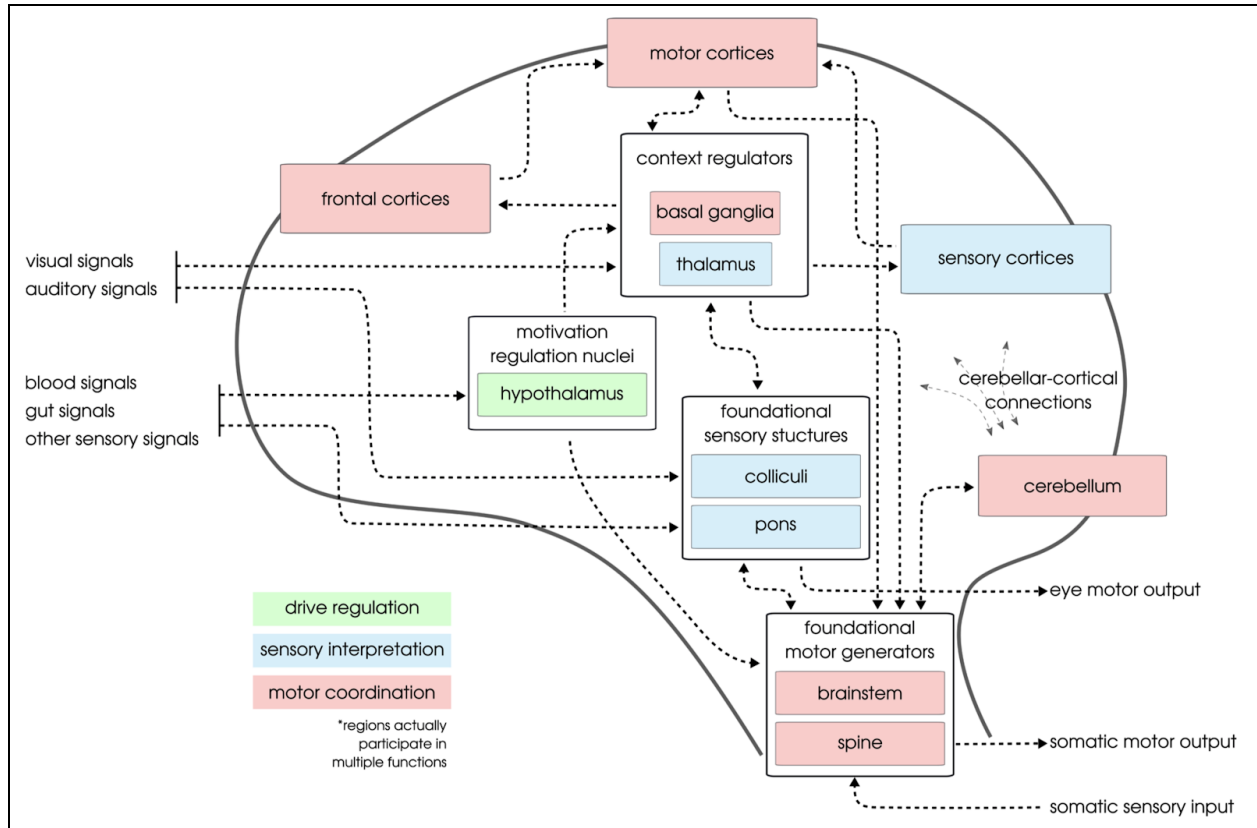 motor cortices
context regulators
basal ganglia
thalamus
frontal cortices
sensory cortices
visual signals
auditory signals
motivation
regulation nuclei
hypothalamus
blood signals
gut signals
other sensory signals
cerebellar-cortical
connections
foundational
sensory stuctures
colliculi
pons
cerebellum
eye motor output
foundational
motor generators
brainstem
spine
somatic motor output
somatic sensory input
drive regulation
sensory interpretation
motor coordination
*regions actually
participate in
multiple functions